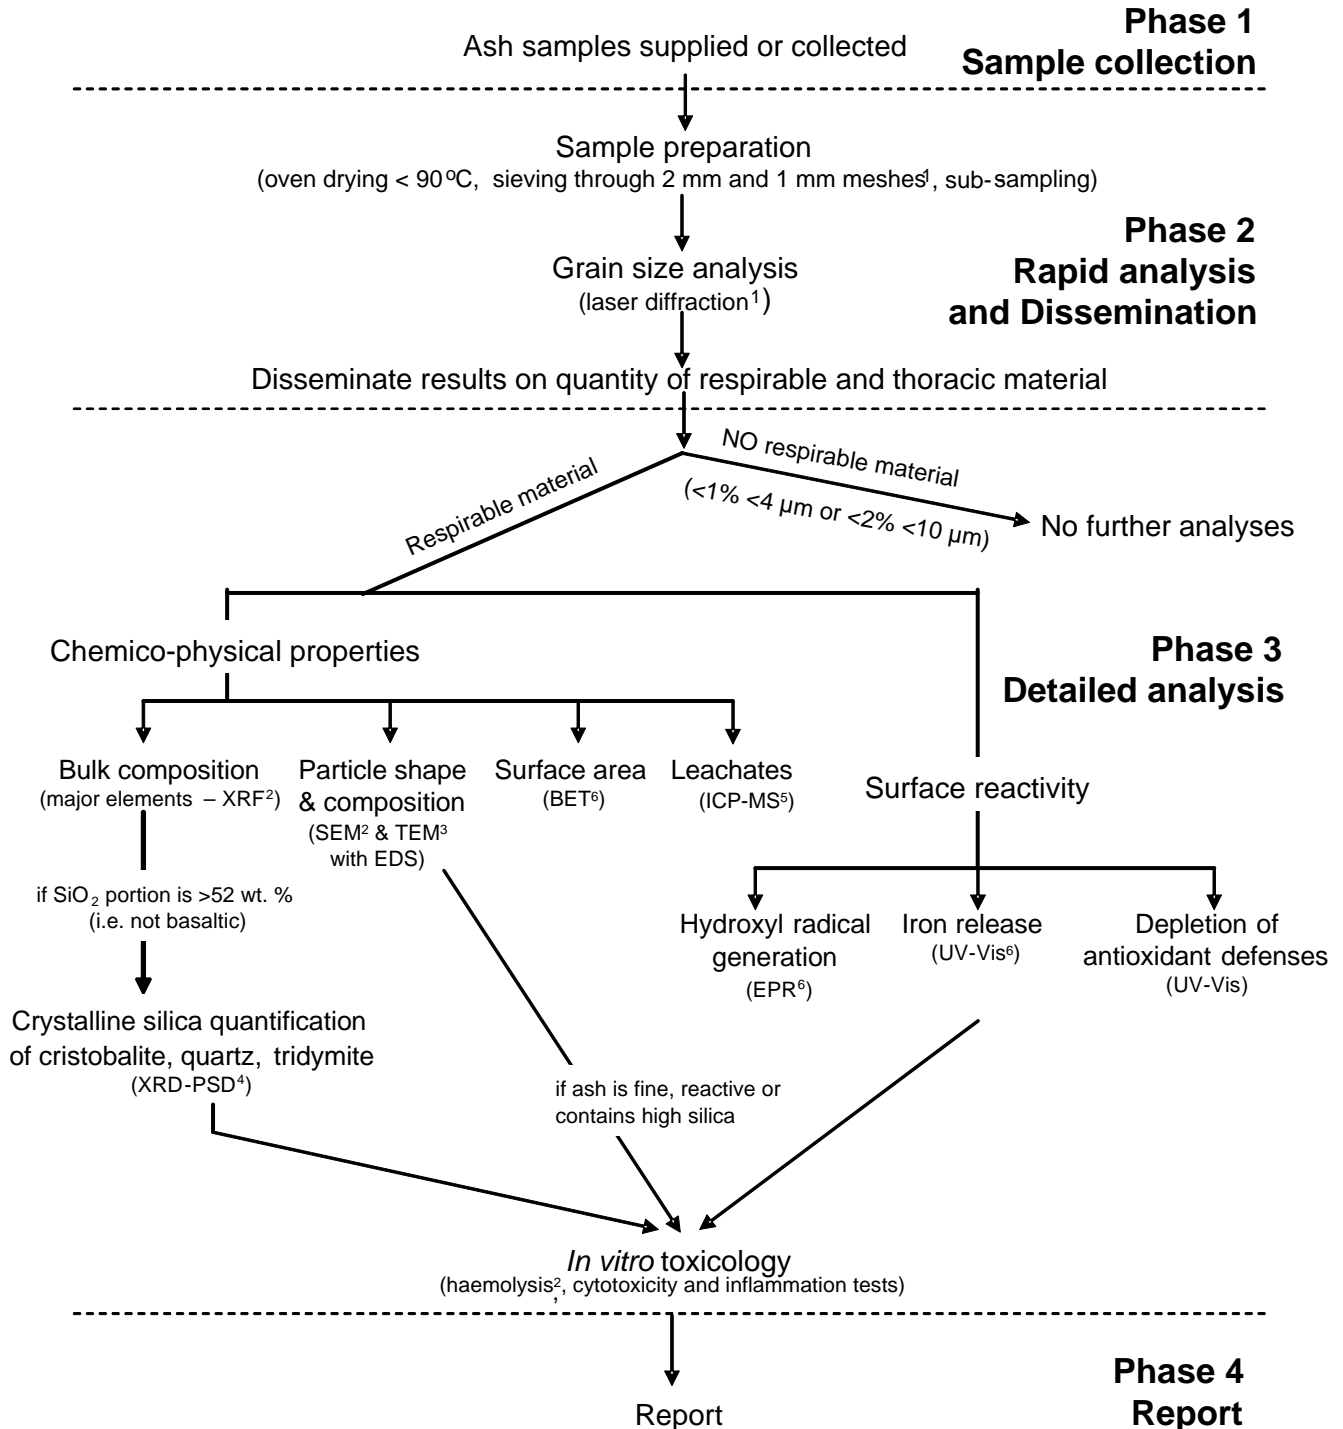 Phase 1
Sample collection
Ash samples supplied or collected
Sample preparation
(oven drying < 90°C, sieving through 2 mm and 1 mm meshes¹, sub-sampling)
Phase 2
Rapid analysis
and Dissemination
Grain size analysis
(laser diffraction¹)
Disseminate results on quantity of respirable and thoracic material
Respirable material
NO respirable material
(<1% <4 µm or <2% <10 µm)
No further analyses
Phase 3
Detailed analysis
Chemico-physical properties
Bulk composition
(major elements – XRF²)
Particle shape
& composition
(SEM² & TEM³
with EDS)
Surface area
(BET⁶)
Leachates
(ICP-MS⁵)
Surface reactivity
if SiO₂ portion is >52 wt. %
(i.e. not basaltic)
Hydroxyl radical
generation
(EPR⁶)
Iron release
(UV-Vis⁶)
Depletion of
antioxidant defenses
(UV-Vis)
Crystalline silica quantification
of cristobalite, quartz, tridymite
(XRD-PSD⁴)
if ash is fine, reactive or
contains high silica
In vitro toxicology
(haemolysis², cytotoxicity and inflammation tests)
Phase 4
Report
Report